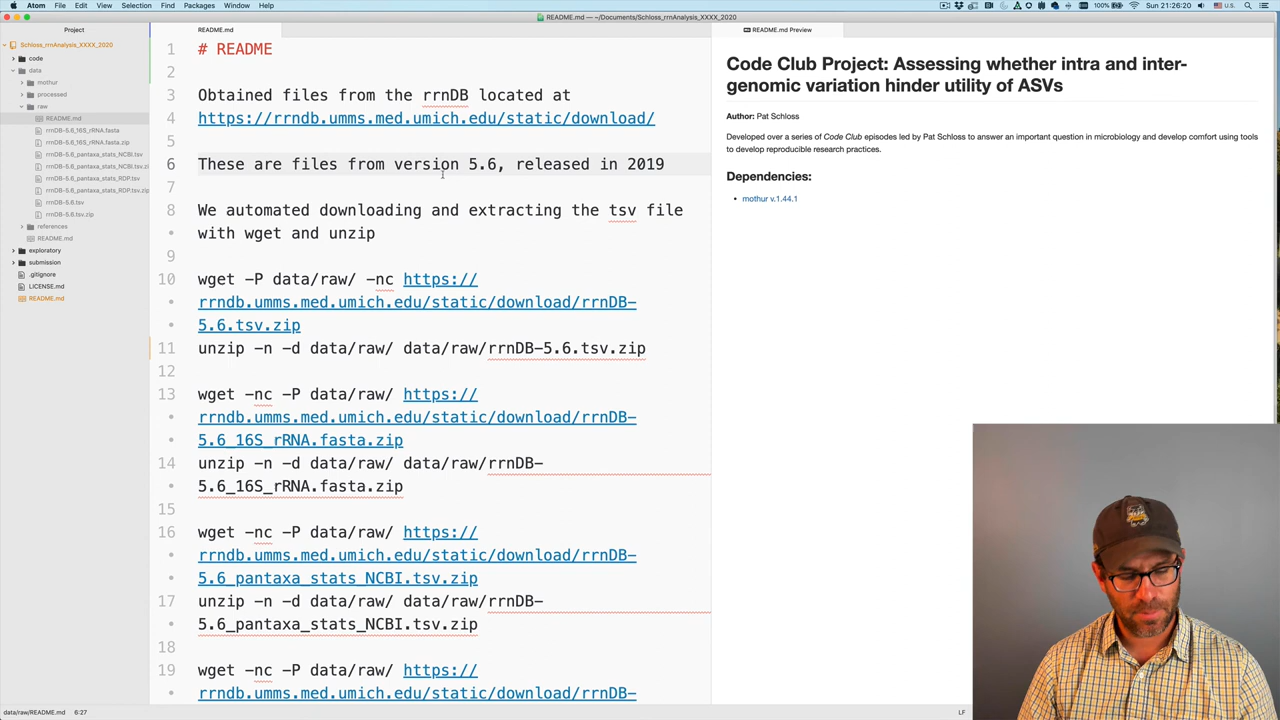 Atom File Edit View Selection Find Packages Window Help
100% U.S. Sun 21:26:20
README.md — ~/Documents/Schloss_rrnAnalysis_XXXX_2020
Project
Schloss_rrnAnalysis_XXXX_2020
code
data
mothur
processed
raw
README.md
rrnDB-5.6_16S_rRNA.fasta
rrnDB-5.6_16S_rRNA.fasta.zip
rrnDB-5.6_pantaxa_stats_NCBI.tsv
rrnDB-5.6_pantaxa_stats_NCBI.tsv.zi
rrnDB-5.6_pantaxa_stats_RDP.tsv
rrnDB-5.6_pantaxa_stats_RDP.tsv.zip
rrnDB-5.6.tsv
rrnDB-5.6.tsv.zip
references
README.md
exploratory
submission
.gitignore
LICENSE.md
README.md
README.md
1 # README
2
3 Obtained files from the rrnDB located at
4 https://rrndb.umms.med.umich.edu/static/download/
5
6 These are files from version 5.6, released in 2019
7
8 We automated downloading and extracting the tsv file
• with wget and unzip
9
10 wget -P data/raw/ -nc https://
• rrndb.umms.med.umich.edu/static/download/rrnDB-
• 5.6.tsv.zip
11 unzip -n -d data/raw/ data/raw/rrnDB-5.6.tsv.zip
12
13 wget -nc -P data/raw/ https://
• rrndb.umms.med.umich.edu/static/download/rrnDB-
• 5.6_16S_rRNA.fasta.zip
14 unzip -n -d data/raw/ data/raw/rrnDB-
• 5.6_16S_rRNA.fasta.zip
15
16 wget -nc -P data/raw/ https://
• rrndb.umms.med.umich.edu/static/download/rrnDB-
• 5.6_pantaxa_stats_NCBI.tsv.zip
17 unzip -n -d data/raw/ data/raw/rrnDB-
• 5.6_pantaxa_stats_NCBI.tsv.zip
18
19 wget -nc -P data/raw/ https://
• rrndb.umms.med.umich.edu/static/download/rrnDB-
README.md Preview
Code Club Project: Assessing whether intra and inter-
genomic variation hinder utility of ASVs
Author: Pat Schloss
Developed over a series of Code Club episodes led by Pat Schloss to answer an important question in microbiology and develop comfort using tools
to develop reproducible research practices.
Dependencies:
• mothur v.1.44.1
data/raw/README.md 6:27
LF